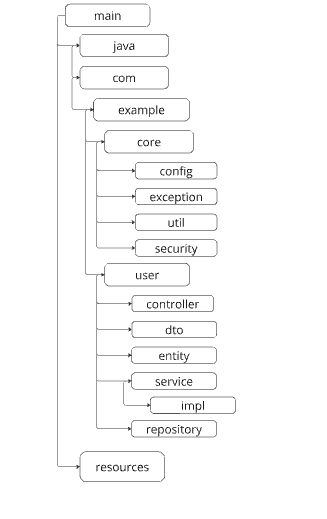 main
java
com
example
core
config
exception
util
security
user
controller
dto
entity
service
impl
repository
resources